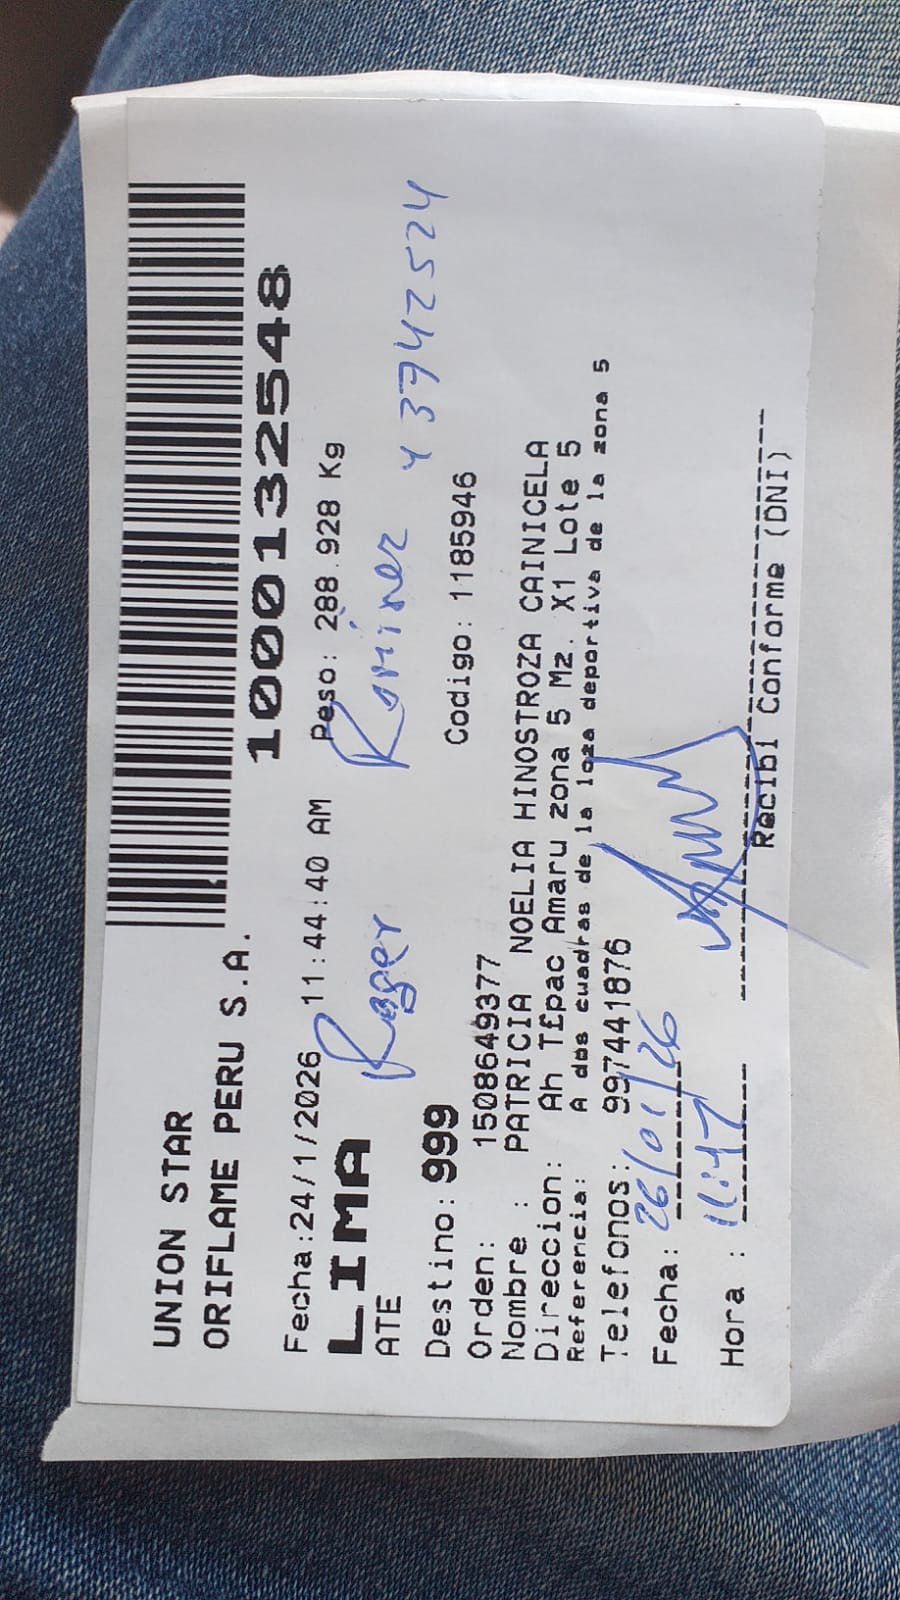 UNION STAR
ORIFLAME PERU S.A.
1000132548
Fecha:24/1/2026 11:44:40 AM Peso: 288.928 Kg
LIMA
ATE
Roger Ramirez 43742524
Destino: 999 Codigo: 1185946
Orden: 1508649377
Nombre : PATRICIA NOELIA HINOSTROZA CAINICELA
Direccion: Ah T£pac Amaru zona 5 Mz. X1 Lote 5
Referencia: A dos cuadras de la loza deportiva de la zona 5
Telefonos: 997441876
Fecha: 26/01/26
Hora : 11:47
Recibi Conforme (DNI)